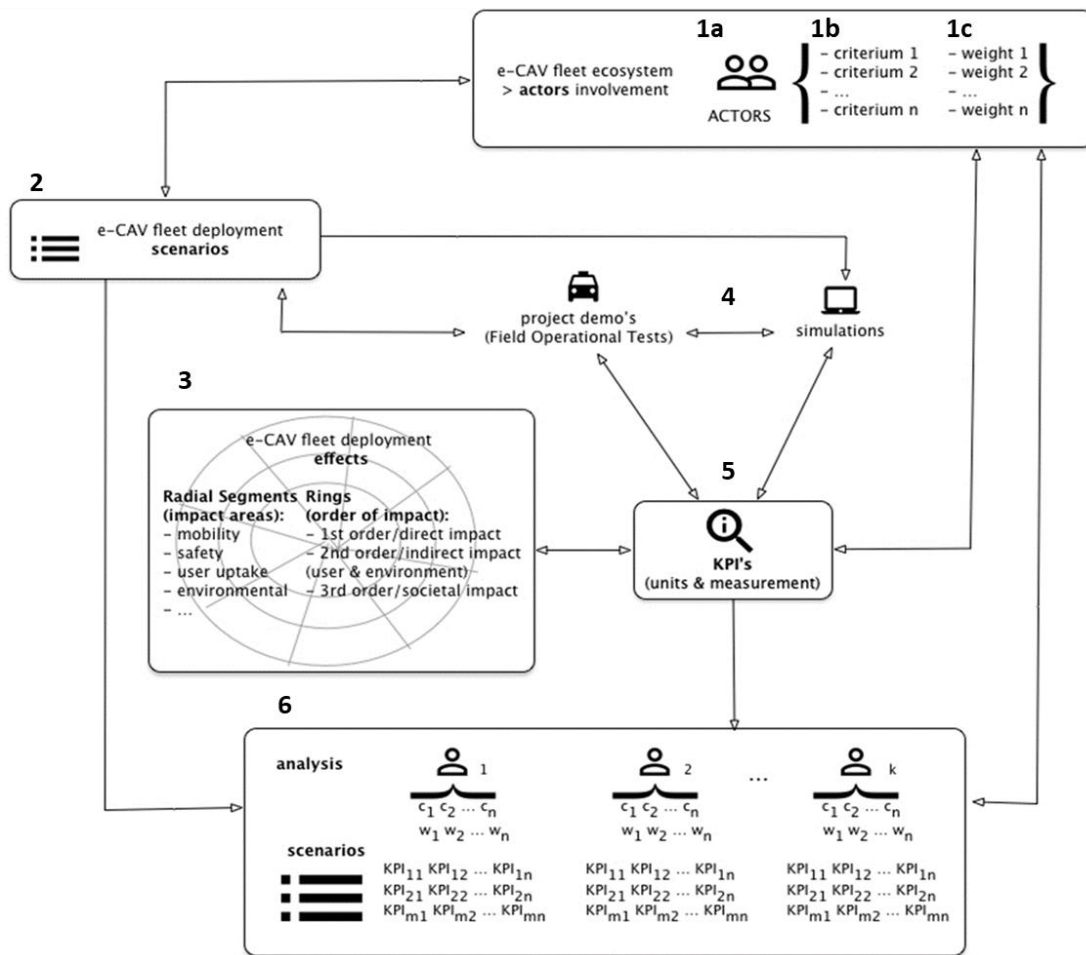 1a 1b 1c
e-CAV fleet ecosystem
> actors involvement
ACTORS
- criterium 1
- criterium 2
- ...
- criterium n
- weight 1
- weight 2
- ...
- weight n
2
e-CAV fleet deployment
scenarios
project demo's
(Field Operational Tests)
4
simulations
3
e-CAV fleet deployment
effects
Radial Segments
(impact areas):
- mobility
- safety
- user uptake
- environmental
- ...
Rings
(order of impact):
- 1st order/direct impact
- 2nd order/indirect impact
(user & environment)
- 3rd order/societal impact
5
i
KPI's
(units & measurement)
6
analysis
1 2 ... k
c1 c2 ... cn c1 c2 ... cn c1 c2 ... cn
w1 w2 ... wn w1 w2 ... wn w1 w2 ... wn
scenarios
KPI11 KPI12 ... KPI1n KPI11 KPI12 ... KPI1n KPI11 KPI12 ... KPI1n
KPI21 KPI22 ... KPI2n KPI21 KPI22 ... KPI2n KPI21 KPI22 ... KPI2n
KPIm1 KPIm2 ... KPImn KPIm1 KPIm2 ... KPImn KPIm1 KPIm2 ... KPImn